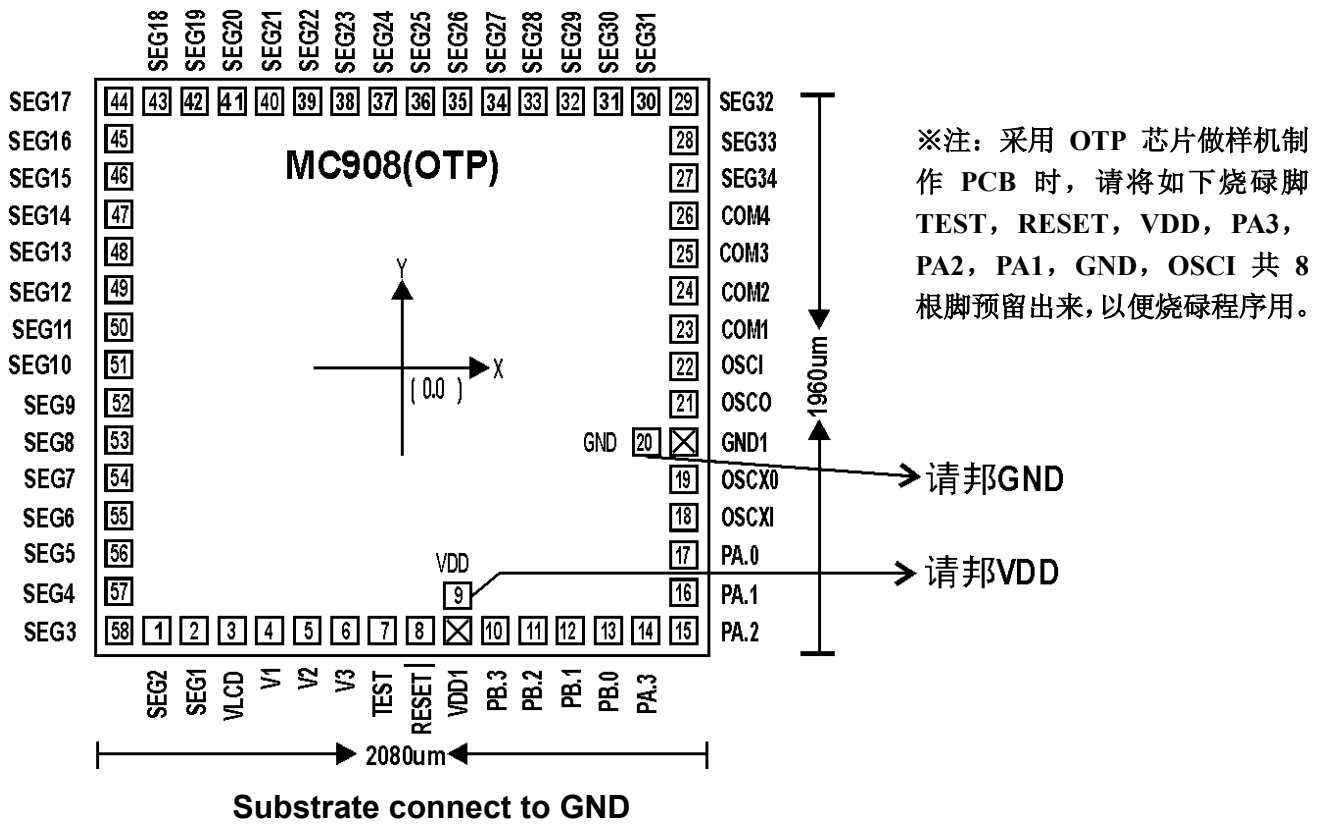 SEG18 SEG19 SEG20 SEG21 SEG22 SEG23 SEG24 SEG25 SEG26 SEG27 SEG28 SEG29 SEG30 SEG31
SEG17 44 43 42 41 40 39 38 37 36 35 34 33 32 31 30 29 SEG32
SEG16 45 28 SEG33
SEG15 46 27 SEG34
MC908(OTP)
SEG14 47 26 COM4
SEG13 48 25 COM3
SEG12 49 24 COM2
SEG11 50 23 COM1
SEG10 51 22 OSCI
SEG9 52 21 OSCO
SEG8 53 GND 20 GND1
SEG7 54 19 OSCX0
SEG6 55 18 OSCXI
SEG5 56 17 PA.0
SEG4 57 VDD 9 16 PA.1
SEG3 58 1 2 3 4 5 6 7 8 10 11 12 13 14 15 PA.2
Y
X
( 0.0 )
SEG2 SEG1 VLCD V1 V2 V3 TEST RESET VDD1 PB.3 PB.2 PB.1 PB.0 PA.3
1960um
2080um
Substrate connect to GND
※注：采用 OTP 芯片做样机制
作 PCB 时，请将如下烧碌脚
TEST，RESET，VDD，PA3，
PA2，PA1，GND，OSCI 共 8
根脚预留出来，以便烧碌程序用。
请邦GND
请邦VDD